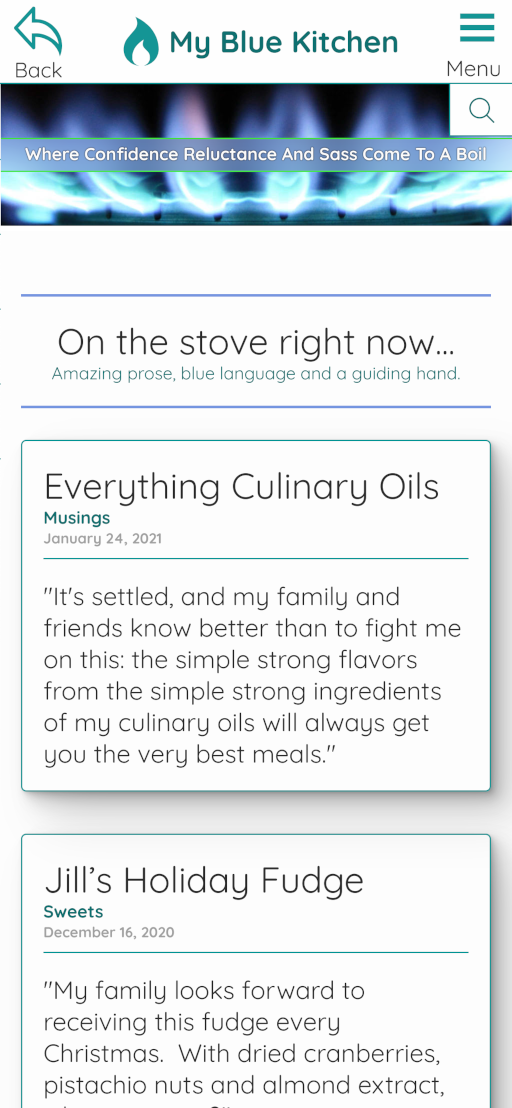 Back
My Blue Kitchen
Menu
Where Confidence Reluctance And Sass Come To A Boil
On the stove right now...
Amazing prose, blue language and a guiding hand.
Everything Culinary Oils
Musings
January 24, 2021
"It's settled, and my family and
friends know better than to fight me
on this: the simple strong flavors
from the simple strong ingredients
of my culinary oils will always get
you the very best meals."
Jill’s Holiday Fudge
Sweets
December 16, 2020
"My family looks forward to
receiving this fudge every
Christmas.  With dried cranberries,
pistachio nuts and almond extract,